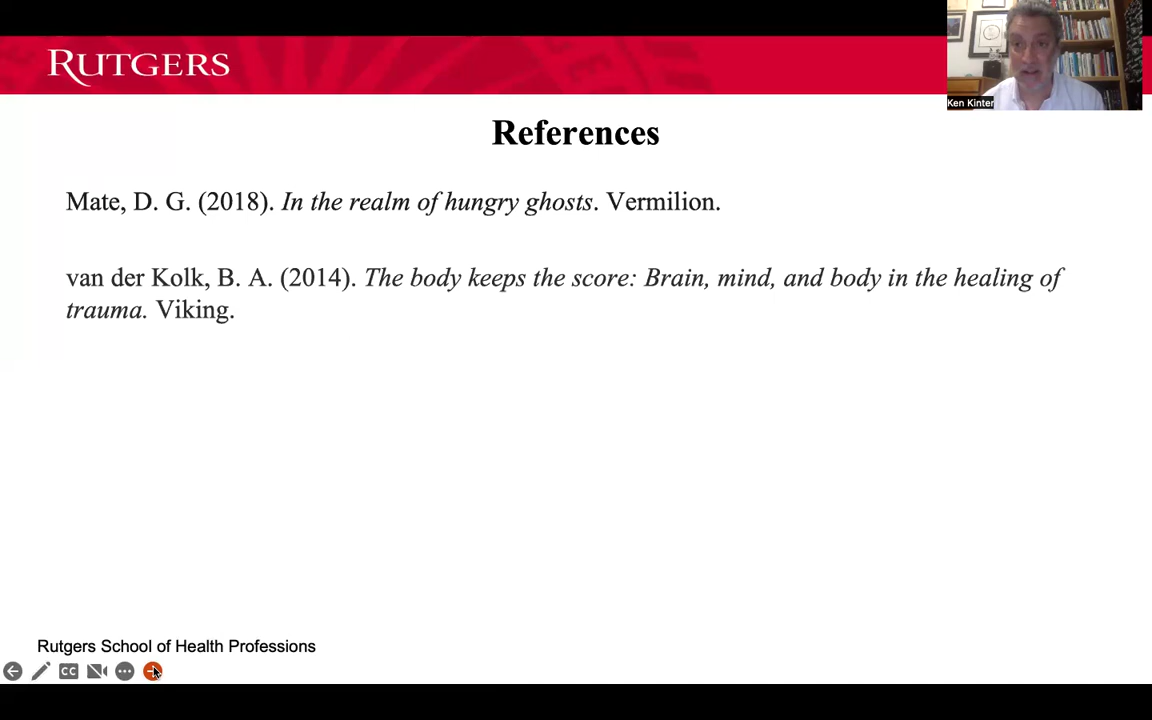 RUTGERS
Ken Kinter
References
Mate, D. G. (2018). In the realm of hungry ghosts. Vermilion.
van der Kolk, B. A. (2014). The body keeps the score: Brain, mind, and body in the healing of
trauma. Viking.
Rutgers School of Health Professions
CC